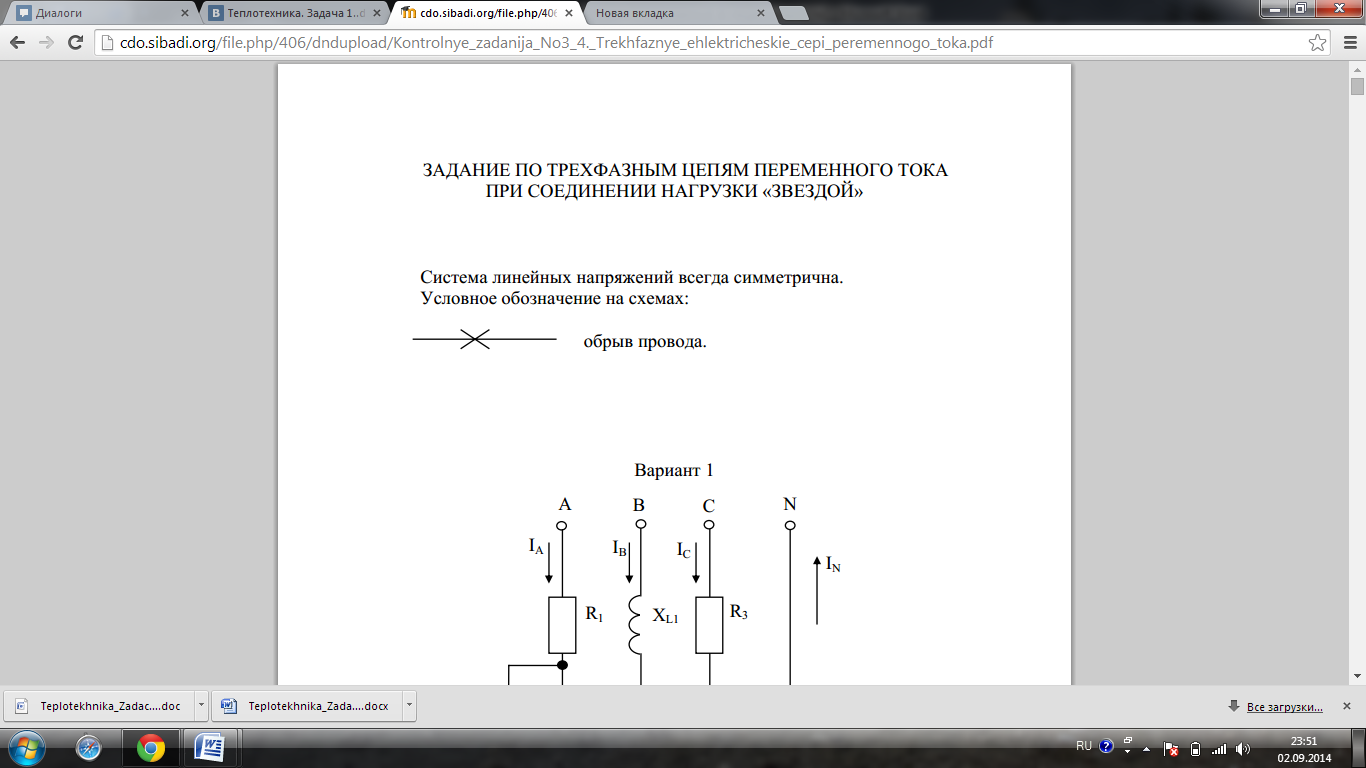 Диалоги
Теплотехника. Задача 1..d
cdo.sibadi.org/file.php/406
Новая вкладка
cdo.sibadi.org/file.php/406/dndupload/Kontrolnye_zadanija_No3_4._Trekhfaznye_ehlektricheskie_cepi_peremennogo_toka.pdf
ЗАДАНИЕ ПО ТРЕХФАЗНЫМ ЦЕПЯМ ПЕРЕМЕННОГО ТОКА
ПРИ СОЕДИНЕНИИ НАГРУЗКИ «ЗВЕЗДОЙ»
Система линейных напряжений всегда симметрична.
Условное обозначение на схемах:
обрыв провода.
Вариант 1
A B C N
IA IB IC IN
R1 XL1 R3
Teplotekhnika_Zadac....doc Teplotekhnika_Zada....docx Все загрузки...
RU 23:51
02.09.2014